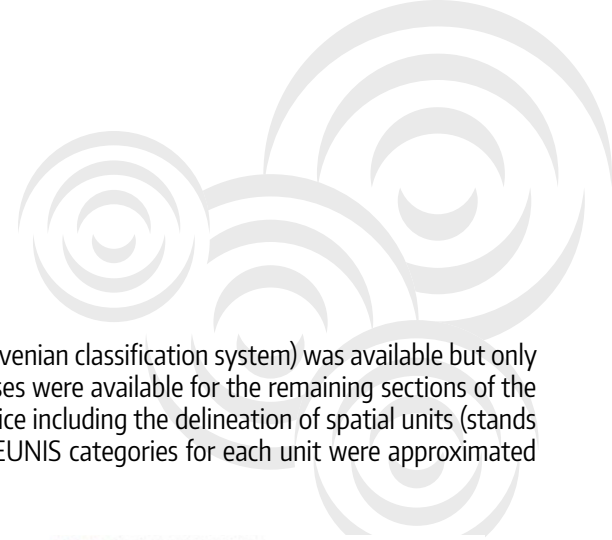 venian classification system) was available but only
ses were available for the remaining sections of the
ice including the delineation of spatial units (stands
EUNIS categories for each unit were approximated